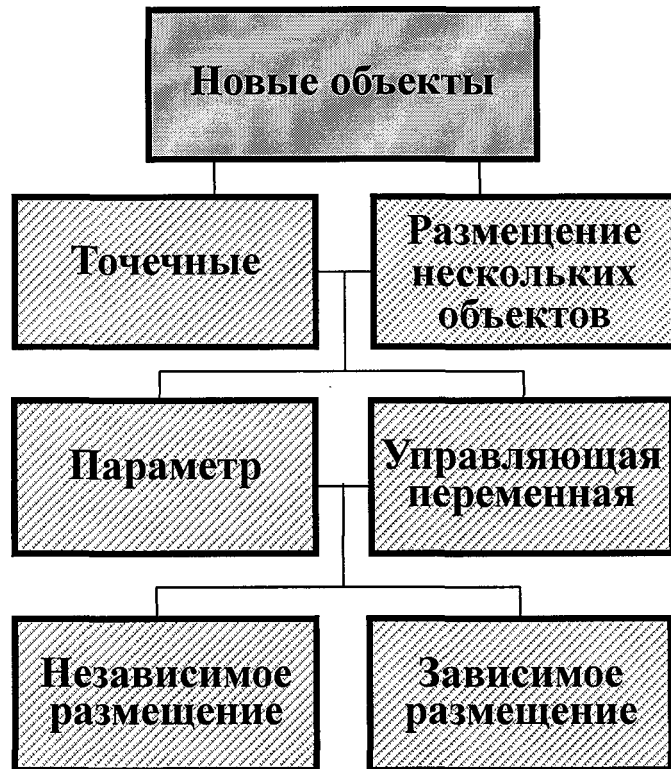 Новые объекты
Точечные
Размещение
нескольких
объектов
Параметр
Управляющая
переменная
Независимое
размещение
Зависимое
размещение